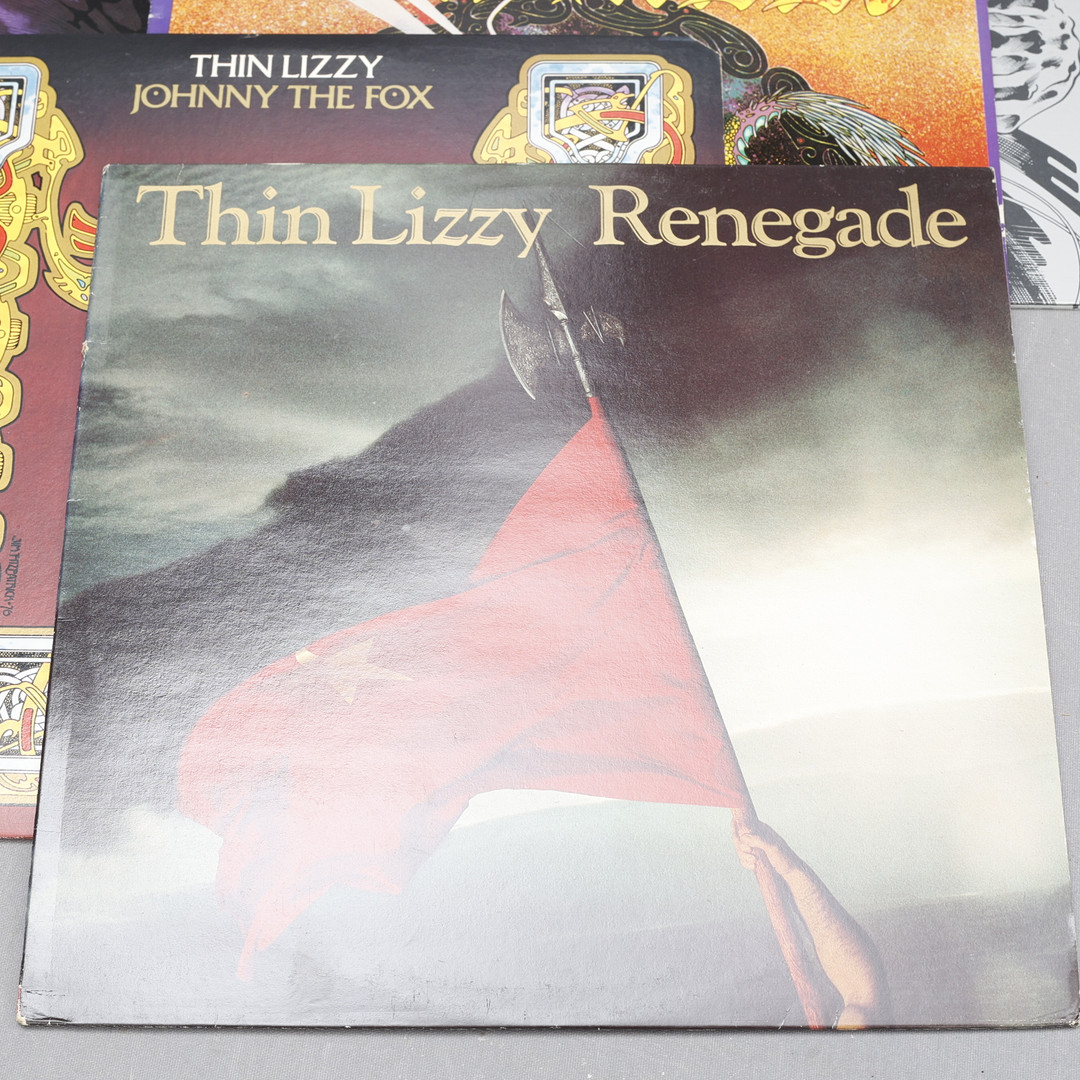 THIN LIZZY
JOHNNY THE FOX
Thin Lizzy Renegade